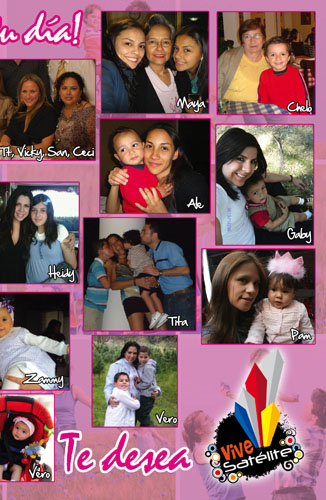 u día!
Maya
Cheb
Tt, Vicky, San, Ceci
Ale
Gaby
Heidy
Tita
Pam
Zammy
Vero
Vero
Te desea
Vive
Satélite